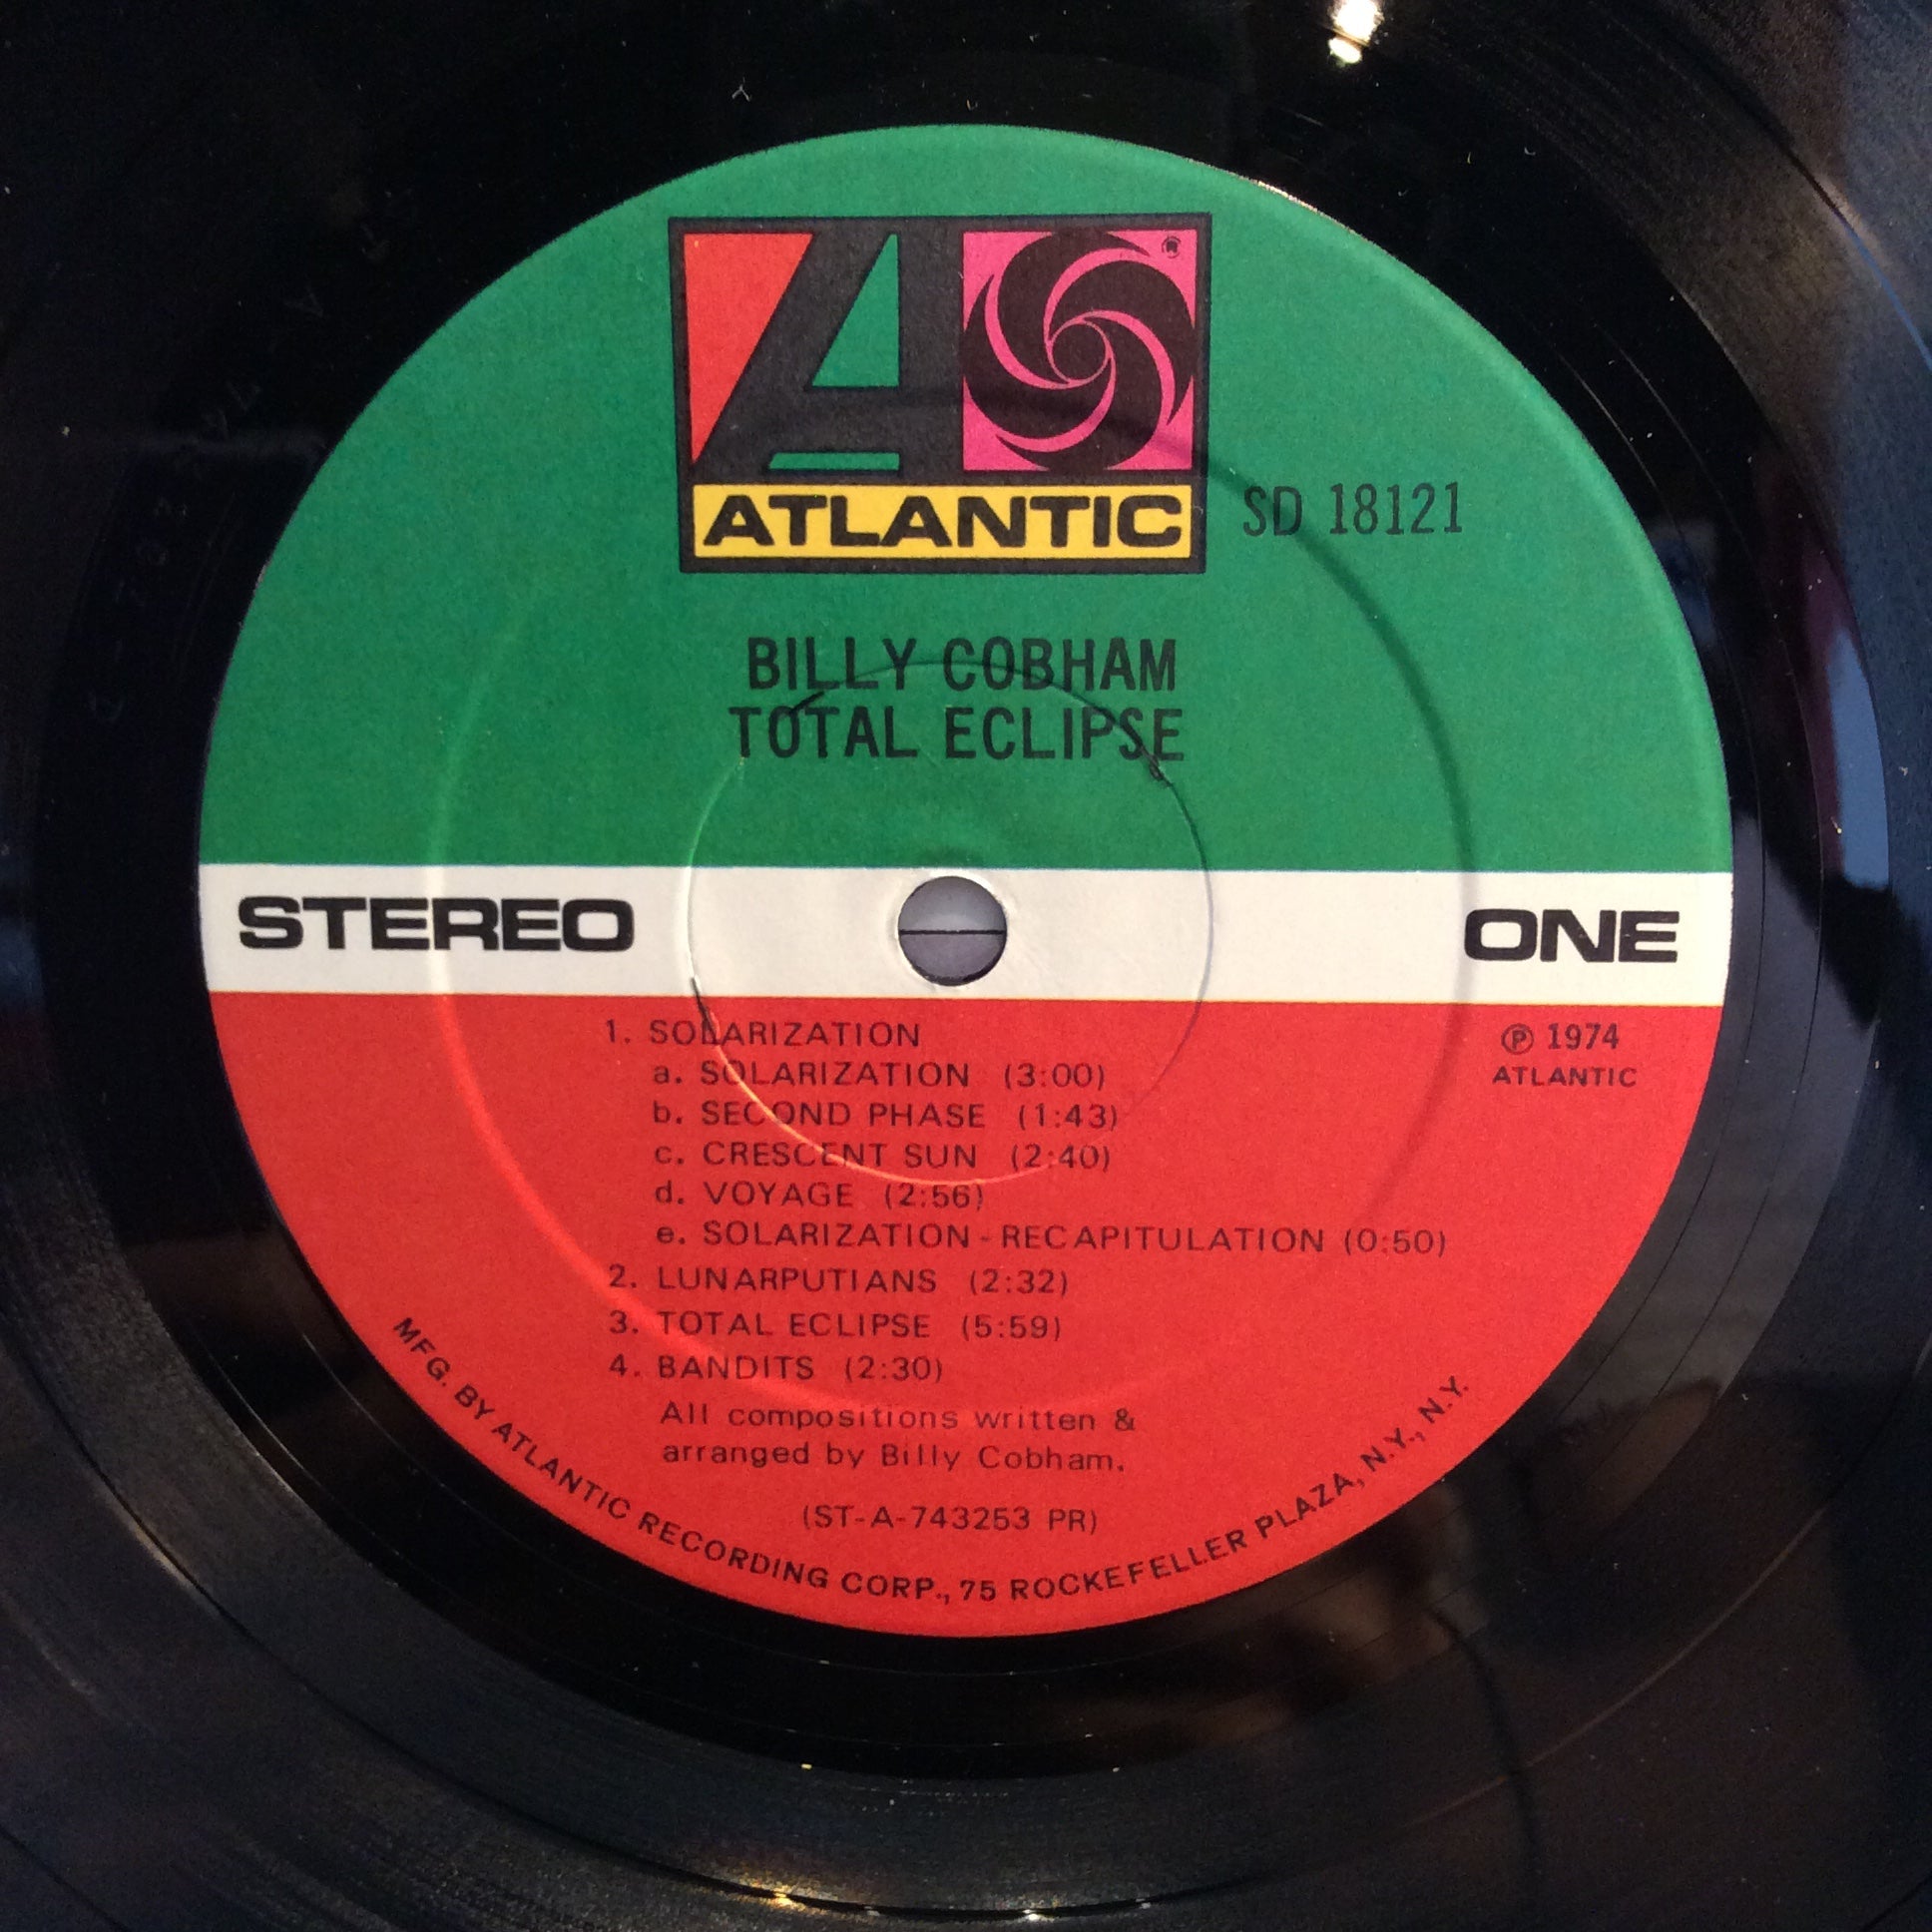 ATLANTIC
SD 18121
BILLY COBHAM
TOTAL ECLIPSE
STEREO
ONE
℗ 1974
ATLANTIC
1. SOLARIZATION
a. SOLARIZATION (3:00)
b. SECOND PHASE (1:43)
c. CRESCENT SUN (2:40)
d. VOYAGE (2:56)
e. SOLARIZATION - RECAPITULATION (0:50)
2. LUNARPUTIANS (2:32)
3. TOTAL ECLIPSE (5:59)
4. BANDITS (2:30)
All compositions written &
arranged by Billy Cobham.
(ST-A-743253 PR)
MFG. BY ATLANTIC RECORDING CORP., 75 ROCKEFELLER PLAZA, N.Y., N.Y.